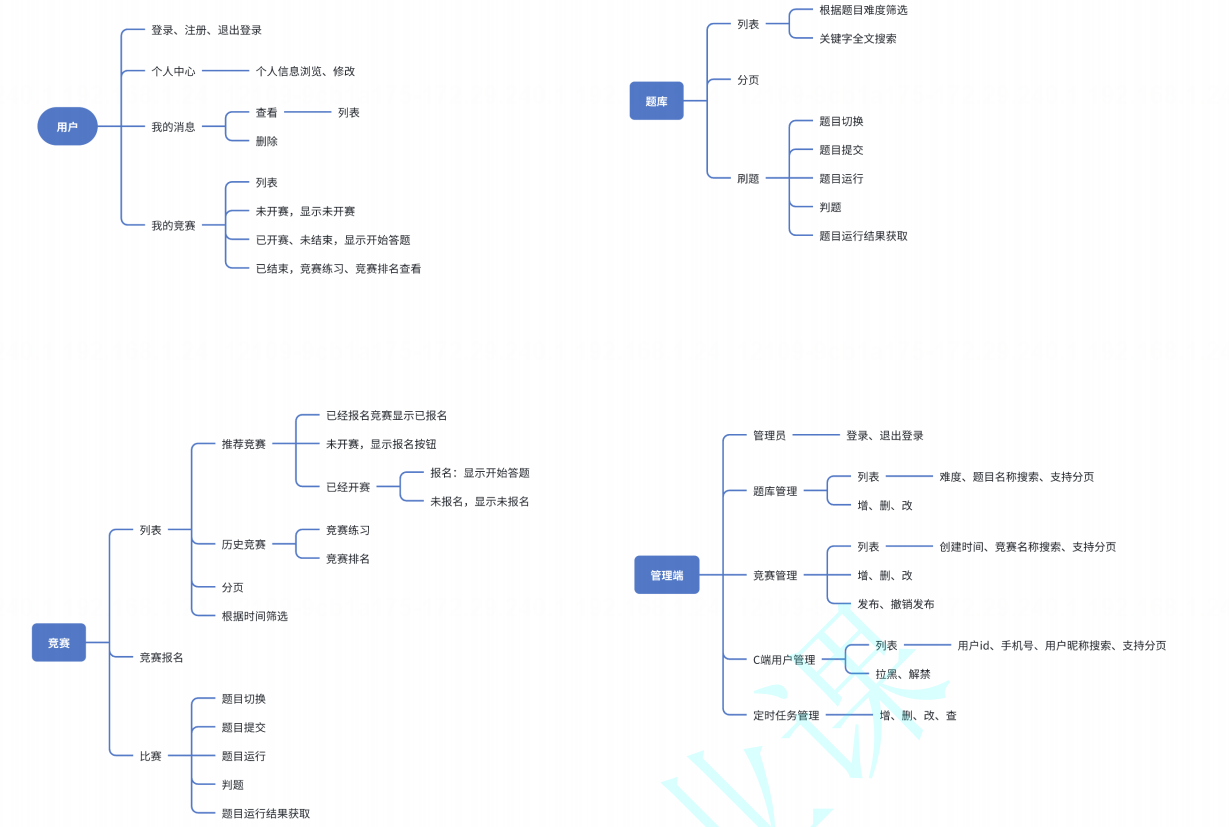 用户
登录、注册、退出登录
个人中心
个人信息浏览、修改
我的消息
查看
列表
删除
我的竞赛
列表
未开赛，显示未开赛
已开赛、未结束，显示开始答题
已结束，竞赛练习、竞赛排名查看
题库
列表
根据题目难度筛选
关键字全文搜索
分页
刷题
题目切换
题目提交
题目运行
判题
题目运行结果获取
竞赛
列表
推荐竞赛
已经报名竞赛显示已报名
未开赛，显示报名按钮
已经开赛
报名：显示开始答题
未报名，显示未报名
历史竞赛
竞赛练习
竞赛排名
分页
根据时间筛选
竞赛报名
比赛
题目切换
题目提交
题目运行
判题
题目运行结果获取
管理端
管理员
登录、退出登录
题库管理
列表
难度、题目名称搜索、支持分页
增、删、改
竞赛管理
列表
创建时间、竞赛名称搜索、支持分页
增、删、改
发布、撤销发布
C端用户管理
列表
用户id、手机号、用户昵称搜索、支持分页
拉黑、解禁
定时任务管理
增、删、改、查
业课